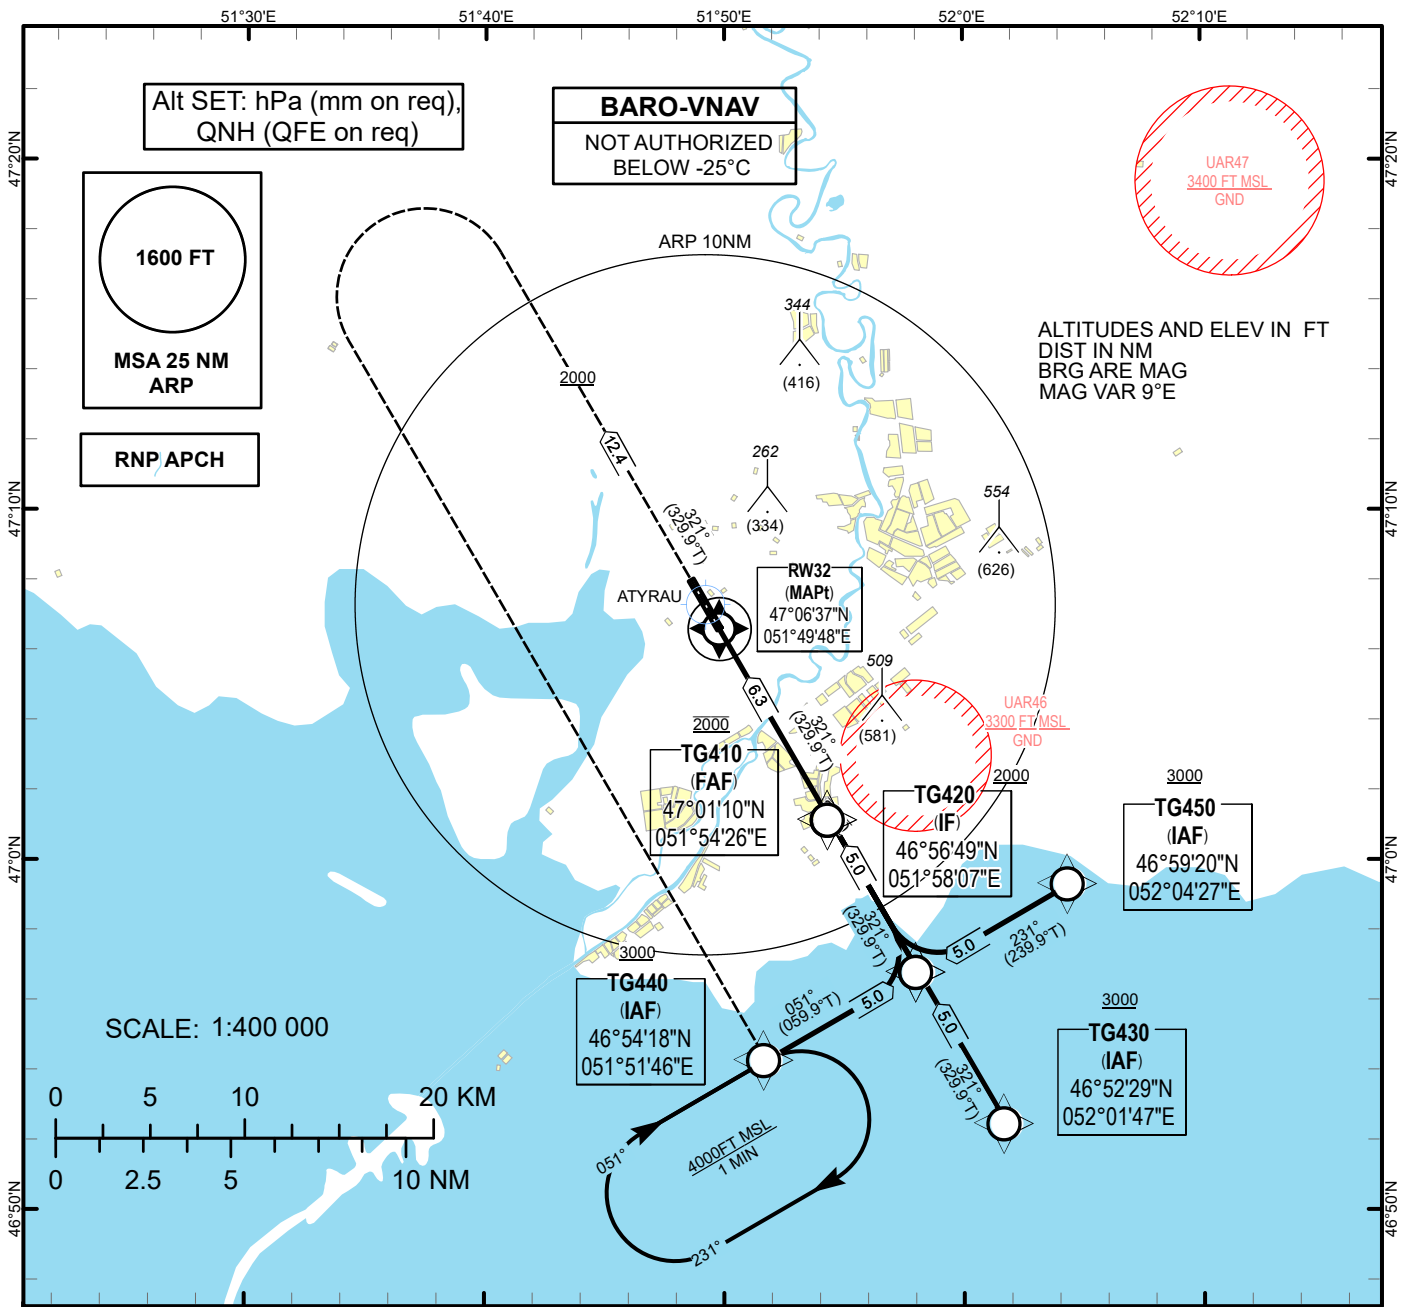 51°30'E
51°40'E
51°50'E
52°0'E
52°10'E
47°20'N
47°20'N
Alt SET: hPa (mm on req),
QNH (QFE on req)
BARO-VNAV
NOT AUTHORIZED
BELOW -25°C
UAR47
3400 FT MSL
GND
1600 FT
MSA 25 NM
ARP
RNP APCH
ARP 10NM
ALTITUDES AND ELEV IN FT
DIST IN NM
BRG ARE MAG
MAG VAR 9°E
344
(416)
2000
12.4
262
(334)
554
(626)
47°10'N
47°10'N
321°
(329.9°T)
ATYRAU
RW32
(MAPt)
47°06'37"N
051°49'48"E
509
(581)
6.3
321°
(329.9°T)
UAR46
3300 FT MSL
GND
2000
TG410
(FAF)
47°01'10"N
051°54'26"E
2000
TG420
(IF)
46°56'49"N
051°58'07"E
3000
TG450
(IAF)
46°59'20"N
052°04'27"E
47°0'N
47°0'N
5.0
321°
(329.9°T)
5.0
231°
(239.9°T)
3000
TG440
(IAF)
46°54'18"N
051°51'46"E
051°
(059.9°T)
5.0
5.0
321°
(329.9°T)
3000
TG430
(IAF)
46°52'29"N
052°01'47"E
SCALE: 1:400 000
0 5 10 20 KM
0 2.5 5 10 NM
051°
4000FT MSL
1 MIN
231°
46°50'N
46°50'N